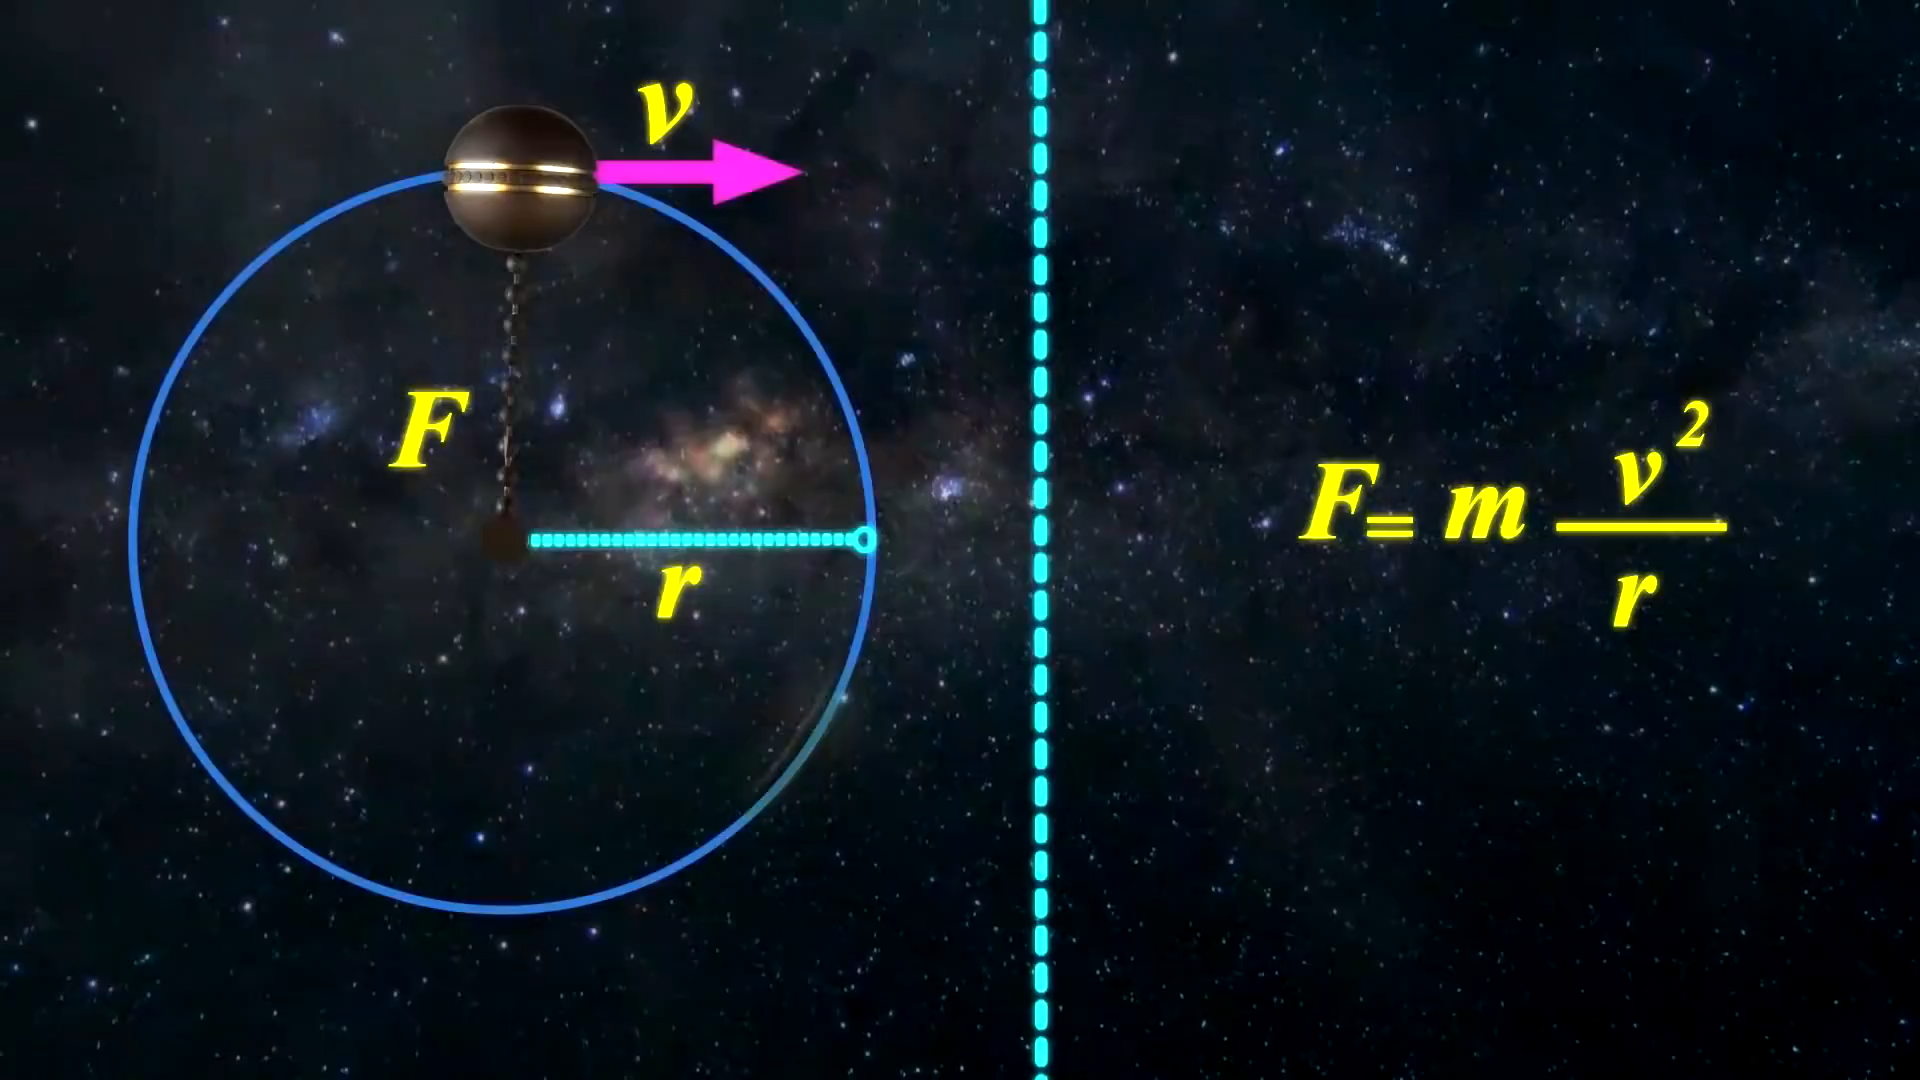 v
F
r
F = m v² / r